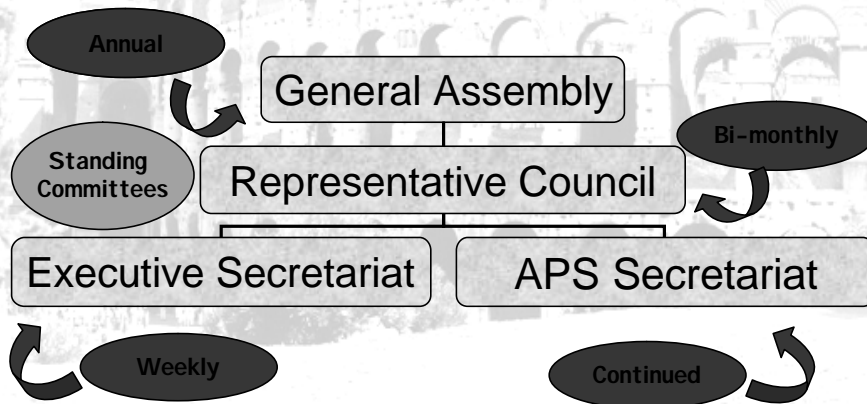 Annual
General Assembly
Bi-monthly
Standing
Committees
Representative Council
Executive Secretariat
APS Secretariat
Weekly
Continued